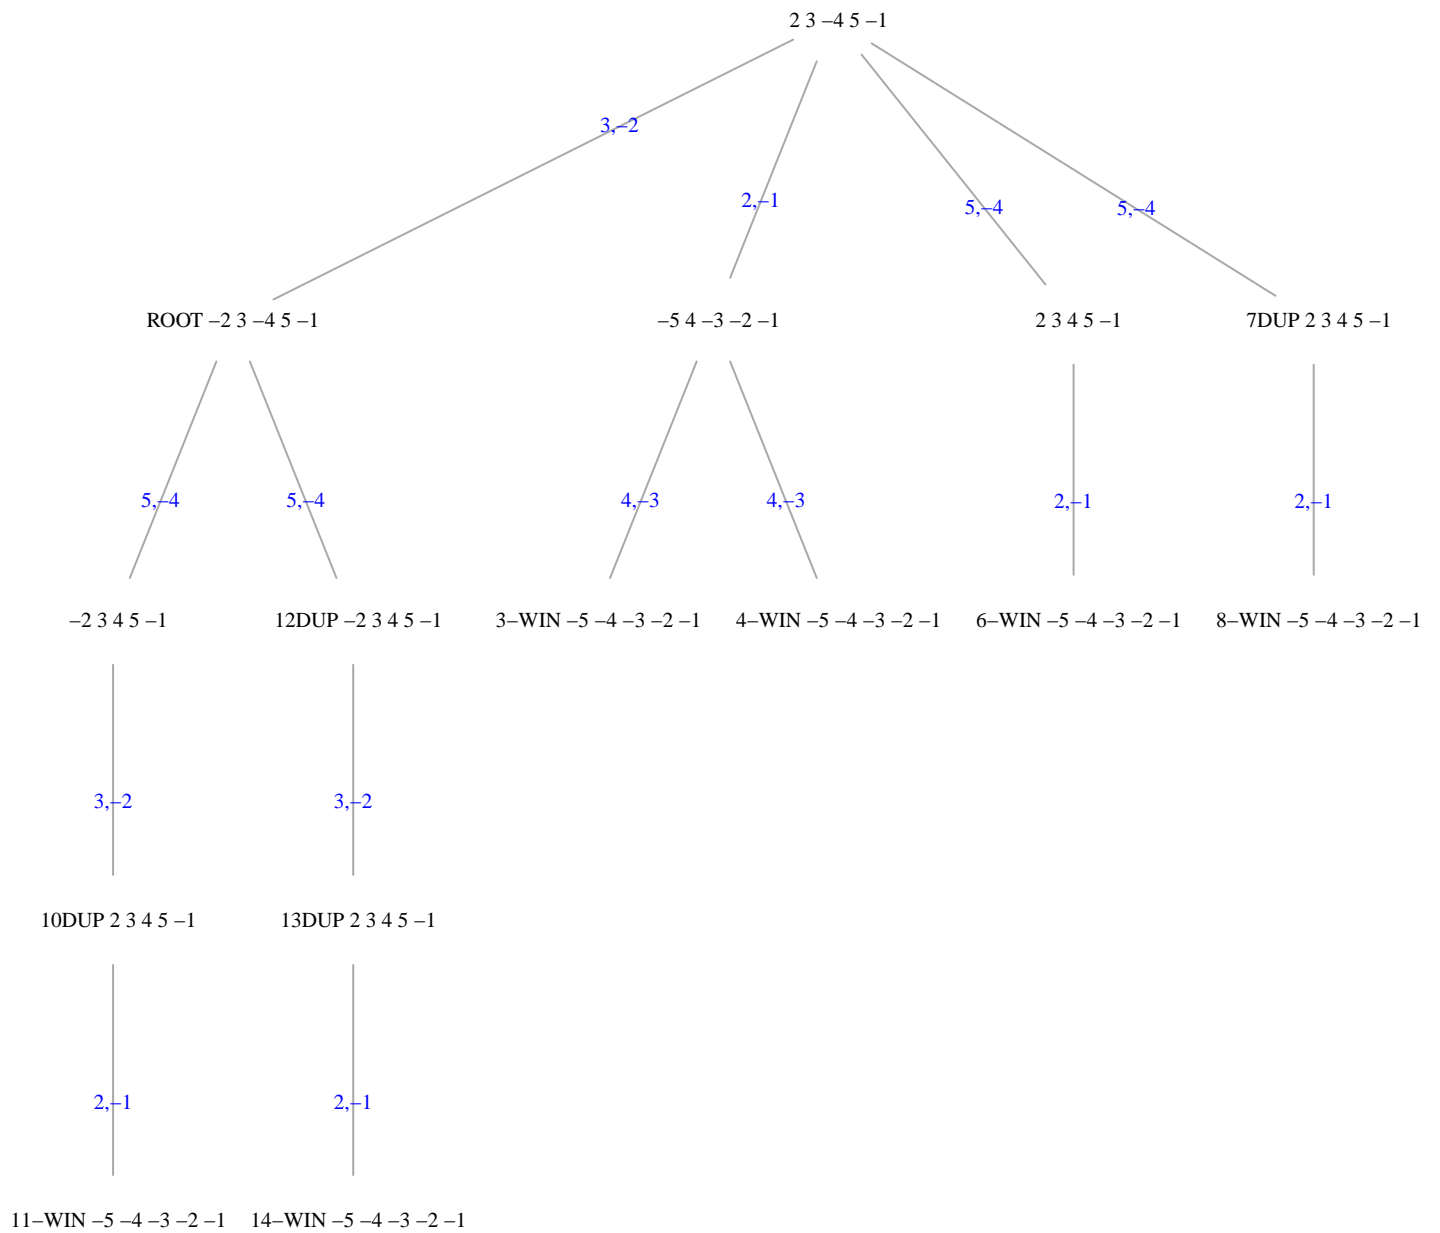 2 3 −4 5 −1
3,−2
2,−1
5,−4
5,−4
ROOT −2 3 −4 5 −1
−5 4 −3 −2 −1
2 3 4 5 −1
7DUP 2 3 4 5 −1
5,−4
5,−4
4,−3
4,−3
2,−1
2,−1
−2 3 4 5 −1
12DUP −2 3 4 5 −1
3−WIN −5 −4 −3 −2 −1
4−WIN −5 −4 −3 −2 −1
6−WIN −5 −4 −3 −2 −1
8−WIN −5 −4 −3 −2 −1
3,−2
3,−2
10DUP 2 3 4 5 −1
13DUP 2 3 4 5 −1
2,−1
2,−1
11−WIN −5 −4 −3 −2 −1
14−WIN −5 −4 −3 −2 −1